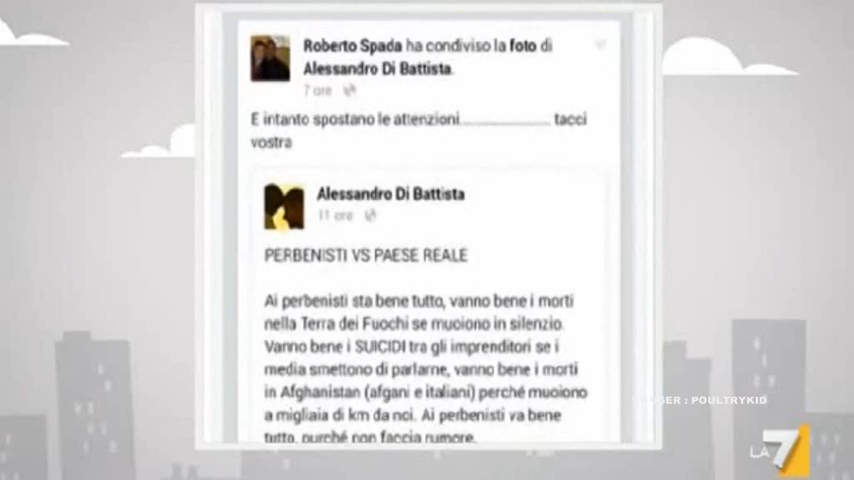 Roberto Spada ha condiviso la foto di
Alessandro Di Battista.
7 ore
E intanto spostano le attenzioni........................ tacci
vostra
Alessandro Di Battista
11 ore
PERBENISTI VS PAESE REALE
Ai perbenisti sta bene tutto, vanno bene i morti
nella Terra dei Fuochi se muoiono in silenzio.
Vanno bene i SUICIDI tra gli imprenditori se i
media smettono di parlarne, vanno bene i morti
in Afghanistan (afgani e italiani) perché muoiono
a migliaia di km da noi. Ai perbenisti va bene
tutto, purché non faccia rumore.
: POULTRYKID
LA7